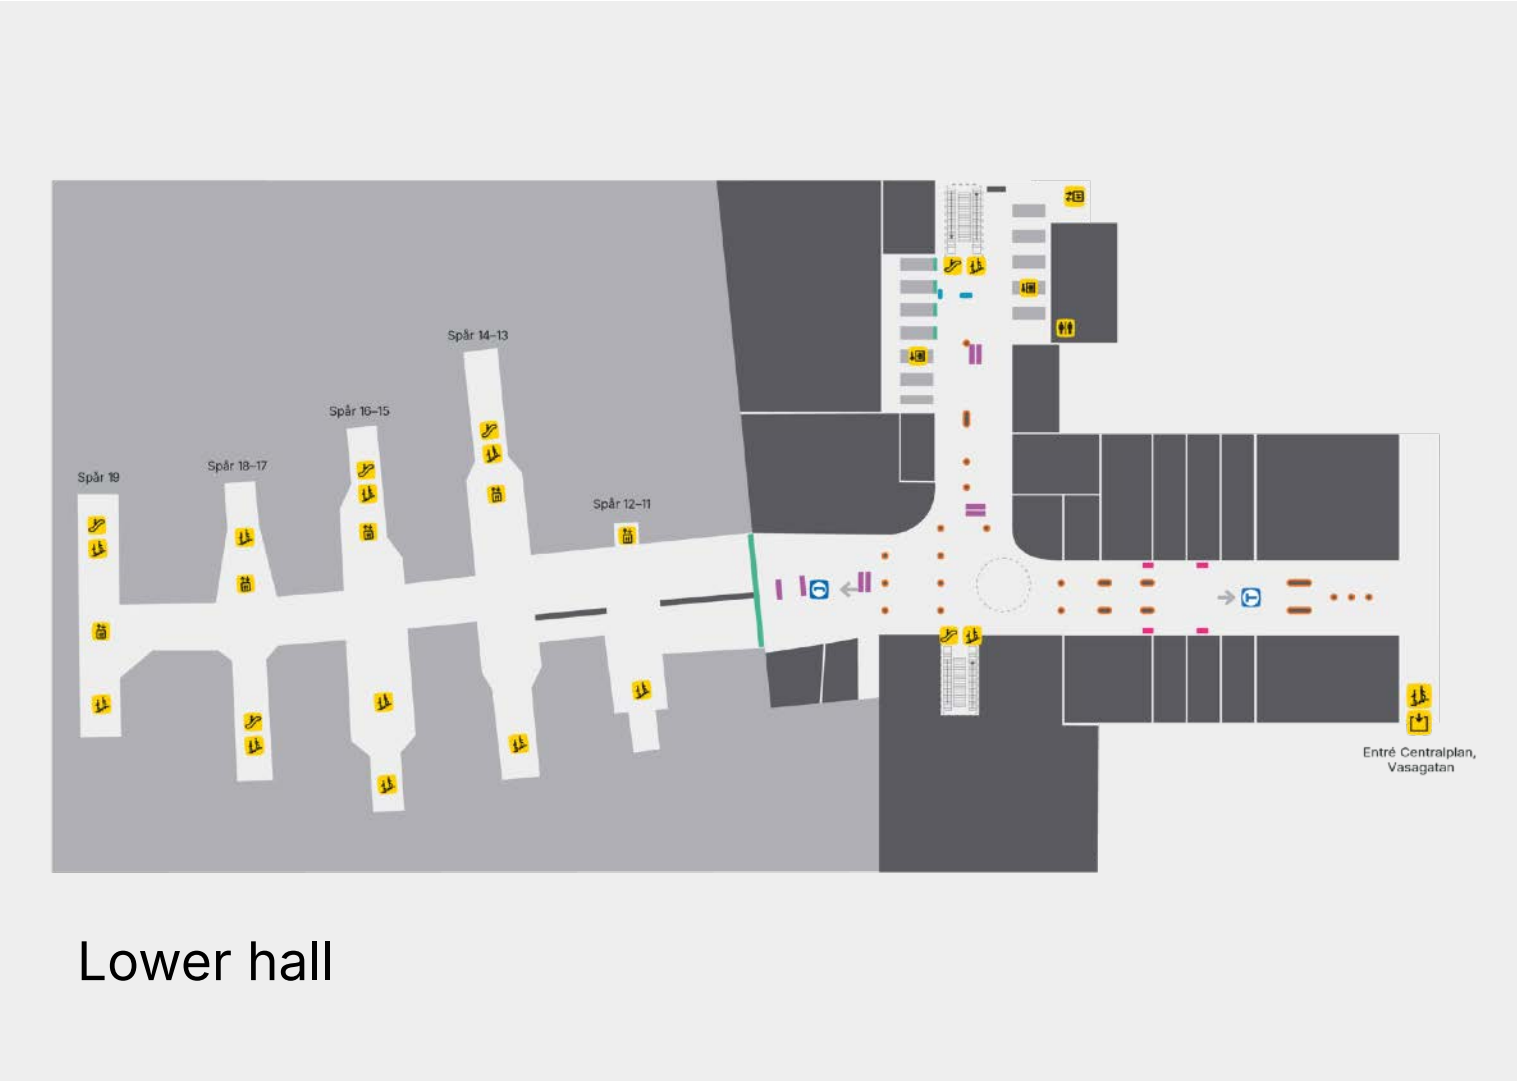 Spår 14–13
Spår 16–15
Spår 18–17
Spår 19
Spår 12–11
Entré Centralplan,
Vasagatan
Lower hall